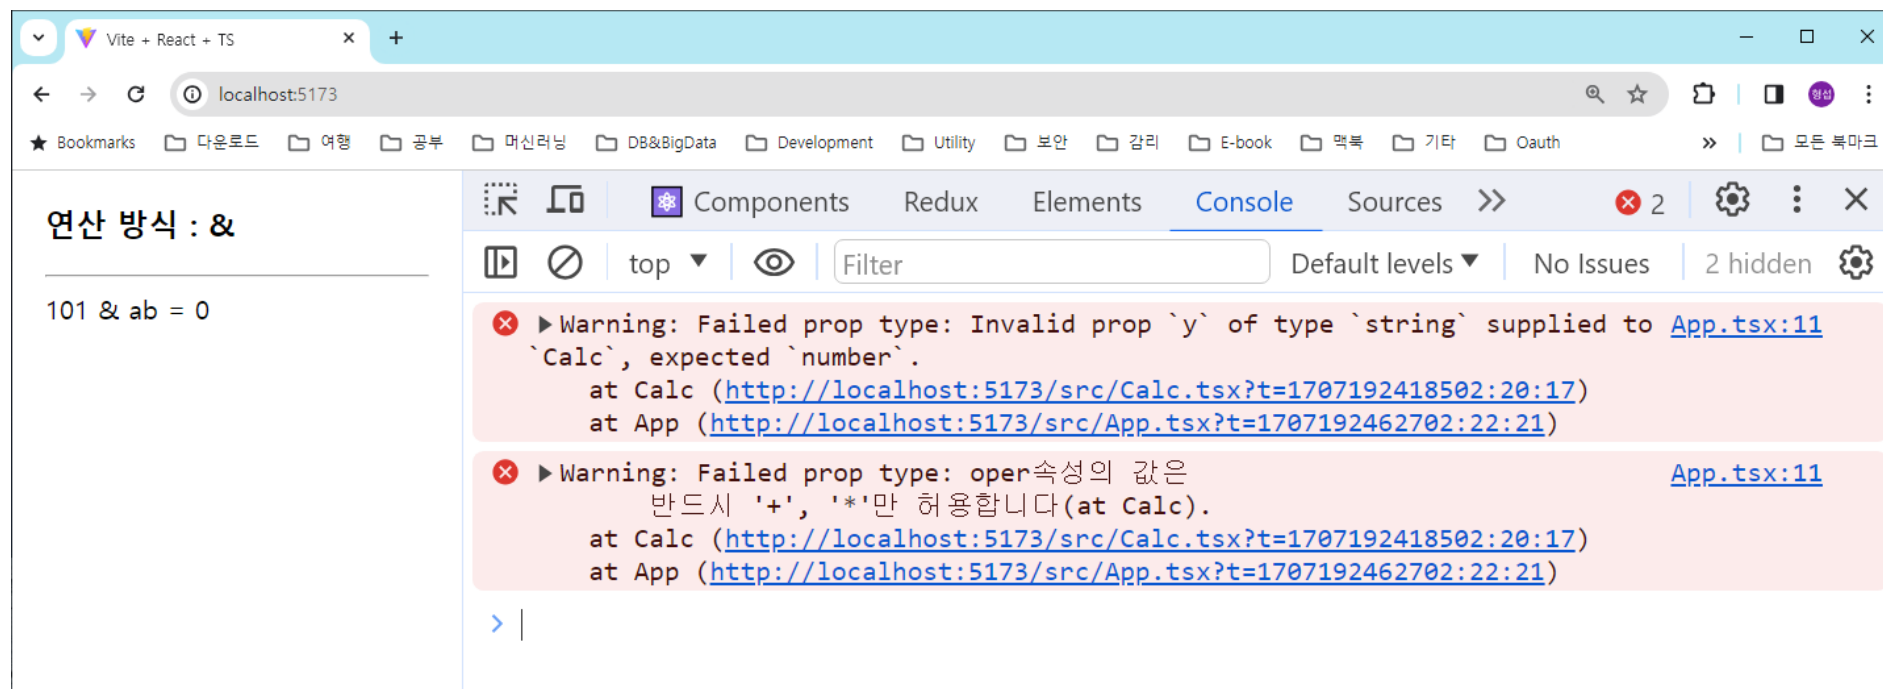 Vite + React + TS
localhost:5173
형섭
Bookmarks 다운로드 여행 공부 머신러닝 DB&BigData Development Utility 보안 감리 E-book 맥북 기타 Oauth » 모든 북마크
연산 방식 : &
101 & ab = 0
Components Redux Elements Console Sources 2
top Filter Default levels No Issues 2 hidden
Warning: Failed prop type: Invalid prop `y` of type `string` supplied to App.tsx:11
`Calc`, expected `number`.
at Calc (http://localhost:5173/src/Calc.tsx?t=1707192418502:20:17)
at App (http://localhost:5173/src/App.tsx?t=1707192462702:22:21)
Warning: Failed prop type: oper속성의 값은 App.tsx:11
반드시 '+', '*'만 허용합니다(at Calc).
at Calc (http://localhost:5173/src/Calc.tsx?t=1707192418502:20:17)
at App (http://localhost:5173/src/App.tsx?t=1707192462702:22:21)